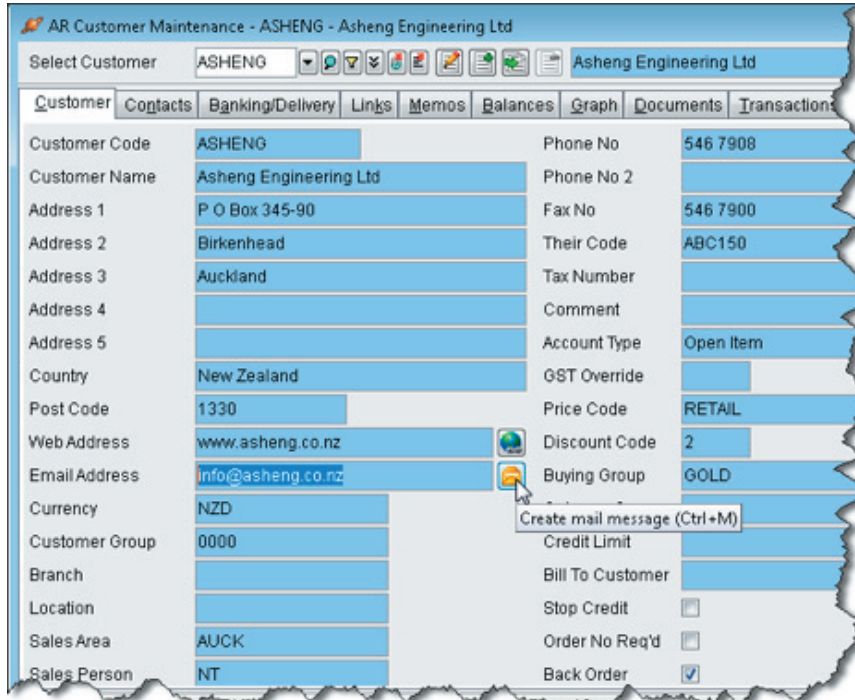 AR Customer Maintenance - ASHENG - Asheng Engineering Ltd
Select Customer ASHENG Asheng Engineering Ltd
Customer Contacts Banking/Delivery Links Memos Balances Graph Documents Transactions
Customer Code ASHENG Phone No 546 7908
Customer Name Asheng Engineering Ltd Phone No 2
Address 1 P O Box 345-90 Fax No 546 7900
Address 2 Birkenhead Their Code ABC150
Address 3 Auckland Tax Number
Address 4 Comment
Address 5 Account Type Open Item
Country New Zealand GST Override
Post Code 1330 Price Code RETAIL
Web Address www.asheng.co.nz Discount Code 2
Email Address info@asheng.co.nz Buying Group GOLD
Currency NZD
Create mail message (Ctrl+M)
Customer Group 0000 Credit Limit
Branch Bill To Customer
Location Stop Credit
Sales Area AUCK Order No Req'd
Sales Person NT Back Order